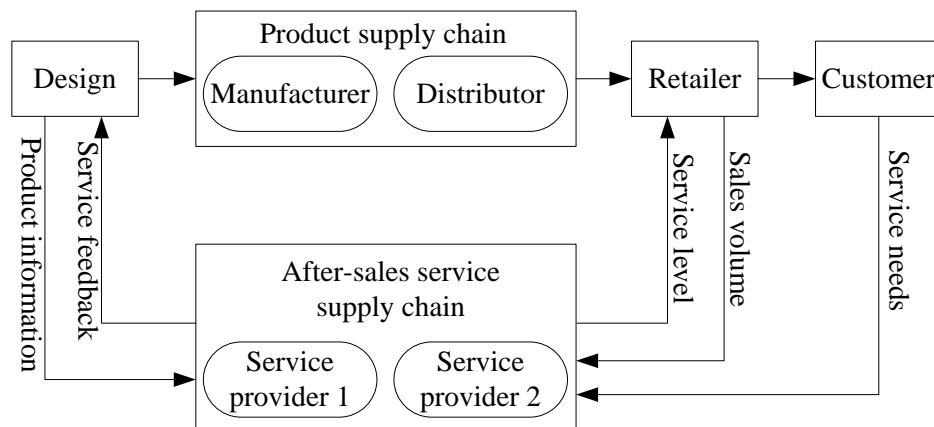 Product supply chain
Design
Manufacturer
Distributor
Retailer
Customer
Product information
Service feedback
Service level
Sales volume
Service needs
After-sales service
supply chain
Service
provider 1
Service
provider 2